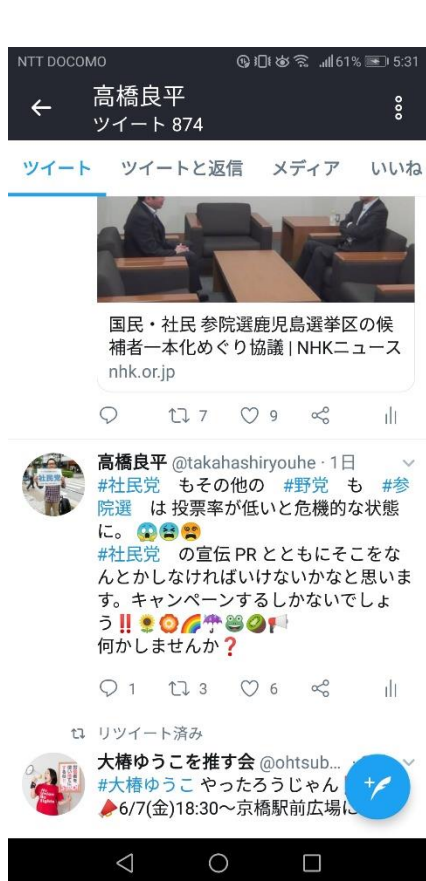 NTT DOCOMO 61% 5:31
高橋良平
ツイート 874
ツイート ツイートと返信 メディア いいね
国民・社民 参院選鹿児島選挙区の候
補者一本化めぐり協議 | NHKニュース
nhk.or.jp
7 9
高橋良平 @takahashiryouhe · 1日
#社民党 もその他の #野党 も #参
院選 は 投票率が低いと危機的な状態
に。😱😫😵
#社民党 の宣伝 PR とともにそこをな
んとかしなければいけないかなと思いま
す。キャンペーンするしかないでしょ
う‼️🌻🏵️🌈☂️🐸🥝📢
何かしませんか❓
1 3 6
リツイート済み
大椿ゆうこを推す会 @ohtsub...
#大椿ゆうこ やったろうじゃん
📣6/7(金)18:30〜京橋駅前広場に
社民党